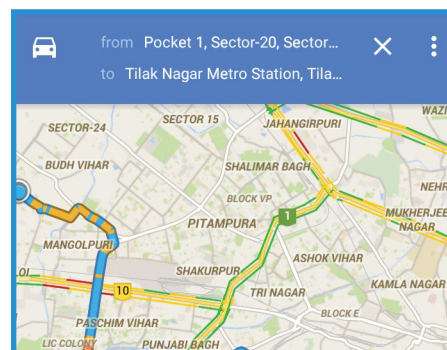 from Pocket 1, Sector-20, Sector...
to Tilak Nagar Metro Station, Tila...
WAZI
SECTOR-24
SECTOR 15
JAHANGIRPURI
BUDH VIHAR
SHALIMAR BAGH
NEHR
BLOCK VP
1
MUKHERJEE
NAGAR
PITAMPURA
MANGOLPURI
ASHOK VIHAR
LOI
SHAKURPUR
KAMLA NAGAR
10
TRI NAGAR
BLOCK E
PASCHIM VIHAR
LIC COLONY
PUNJABI BAGH